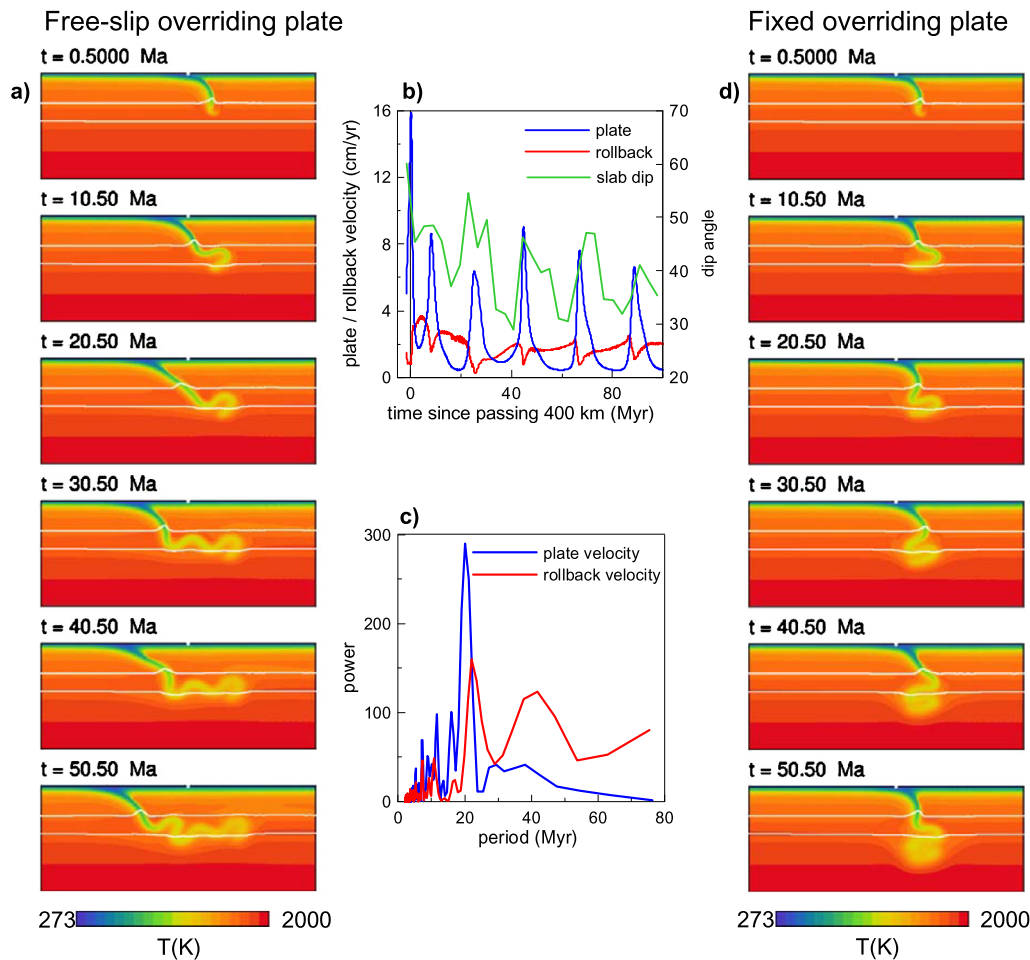 Free-slip overriding plate
Fixed overriding plate
a)
t = 0.5000 Ma
t = 10.50 Ma
t = 20.50 Ma
t = 30.50 Ma
t = 40.50 Ma
t = 50.50 Ma
273
2000
T(K)
b)
plate / rollback velocity (cm/yr)
16
12
8
4
0
plate
rollback
slab dip
70
60
50
40
30
20
dip angle
0 40 80
time since passing 400 km (Myr)
c)
power
300
200
100
0
plate velocity
rollback velocity
0 20 40 60 80
period (Myr)
d)
t = 0.5000 Ma
t = 10.50 Ma
t = 20.50 Ma
t = 30.50 Ma
t = 40.50 Ma
t = 50.50 Ma
273
2000
T(K)